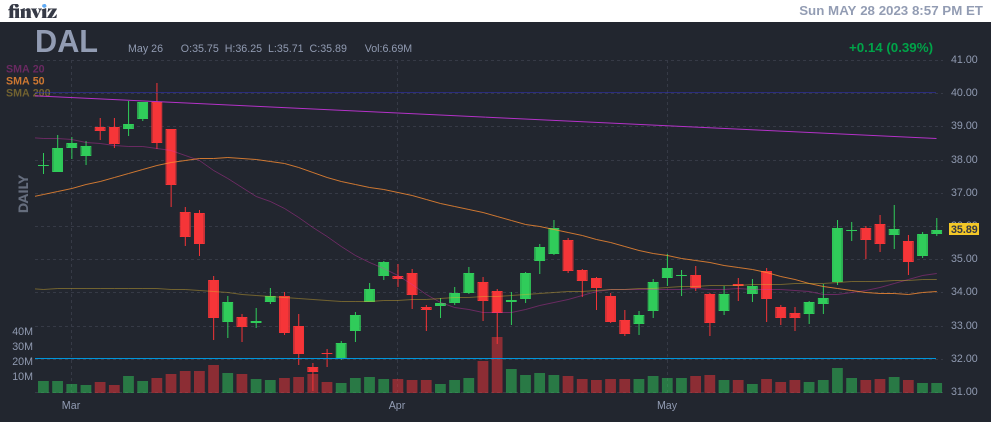 finviz
Sun MAY 28 2023 8:57 PM ET
DAL
May 26 O:35.75 H:36.25 L:35.71 C:35.89 Vol:6.69M
+0.14 (0.39%)
SMA 20
SMA 50
SMA 200
DAILY
41.00
40.00
39.00
38.00
37.00
36.00
35.89
35.00
34.00
33.00
32.00
31.00
40M
30M
20M
10M
Mar
Apr
May